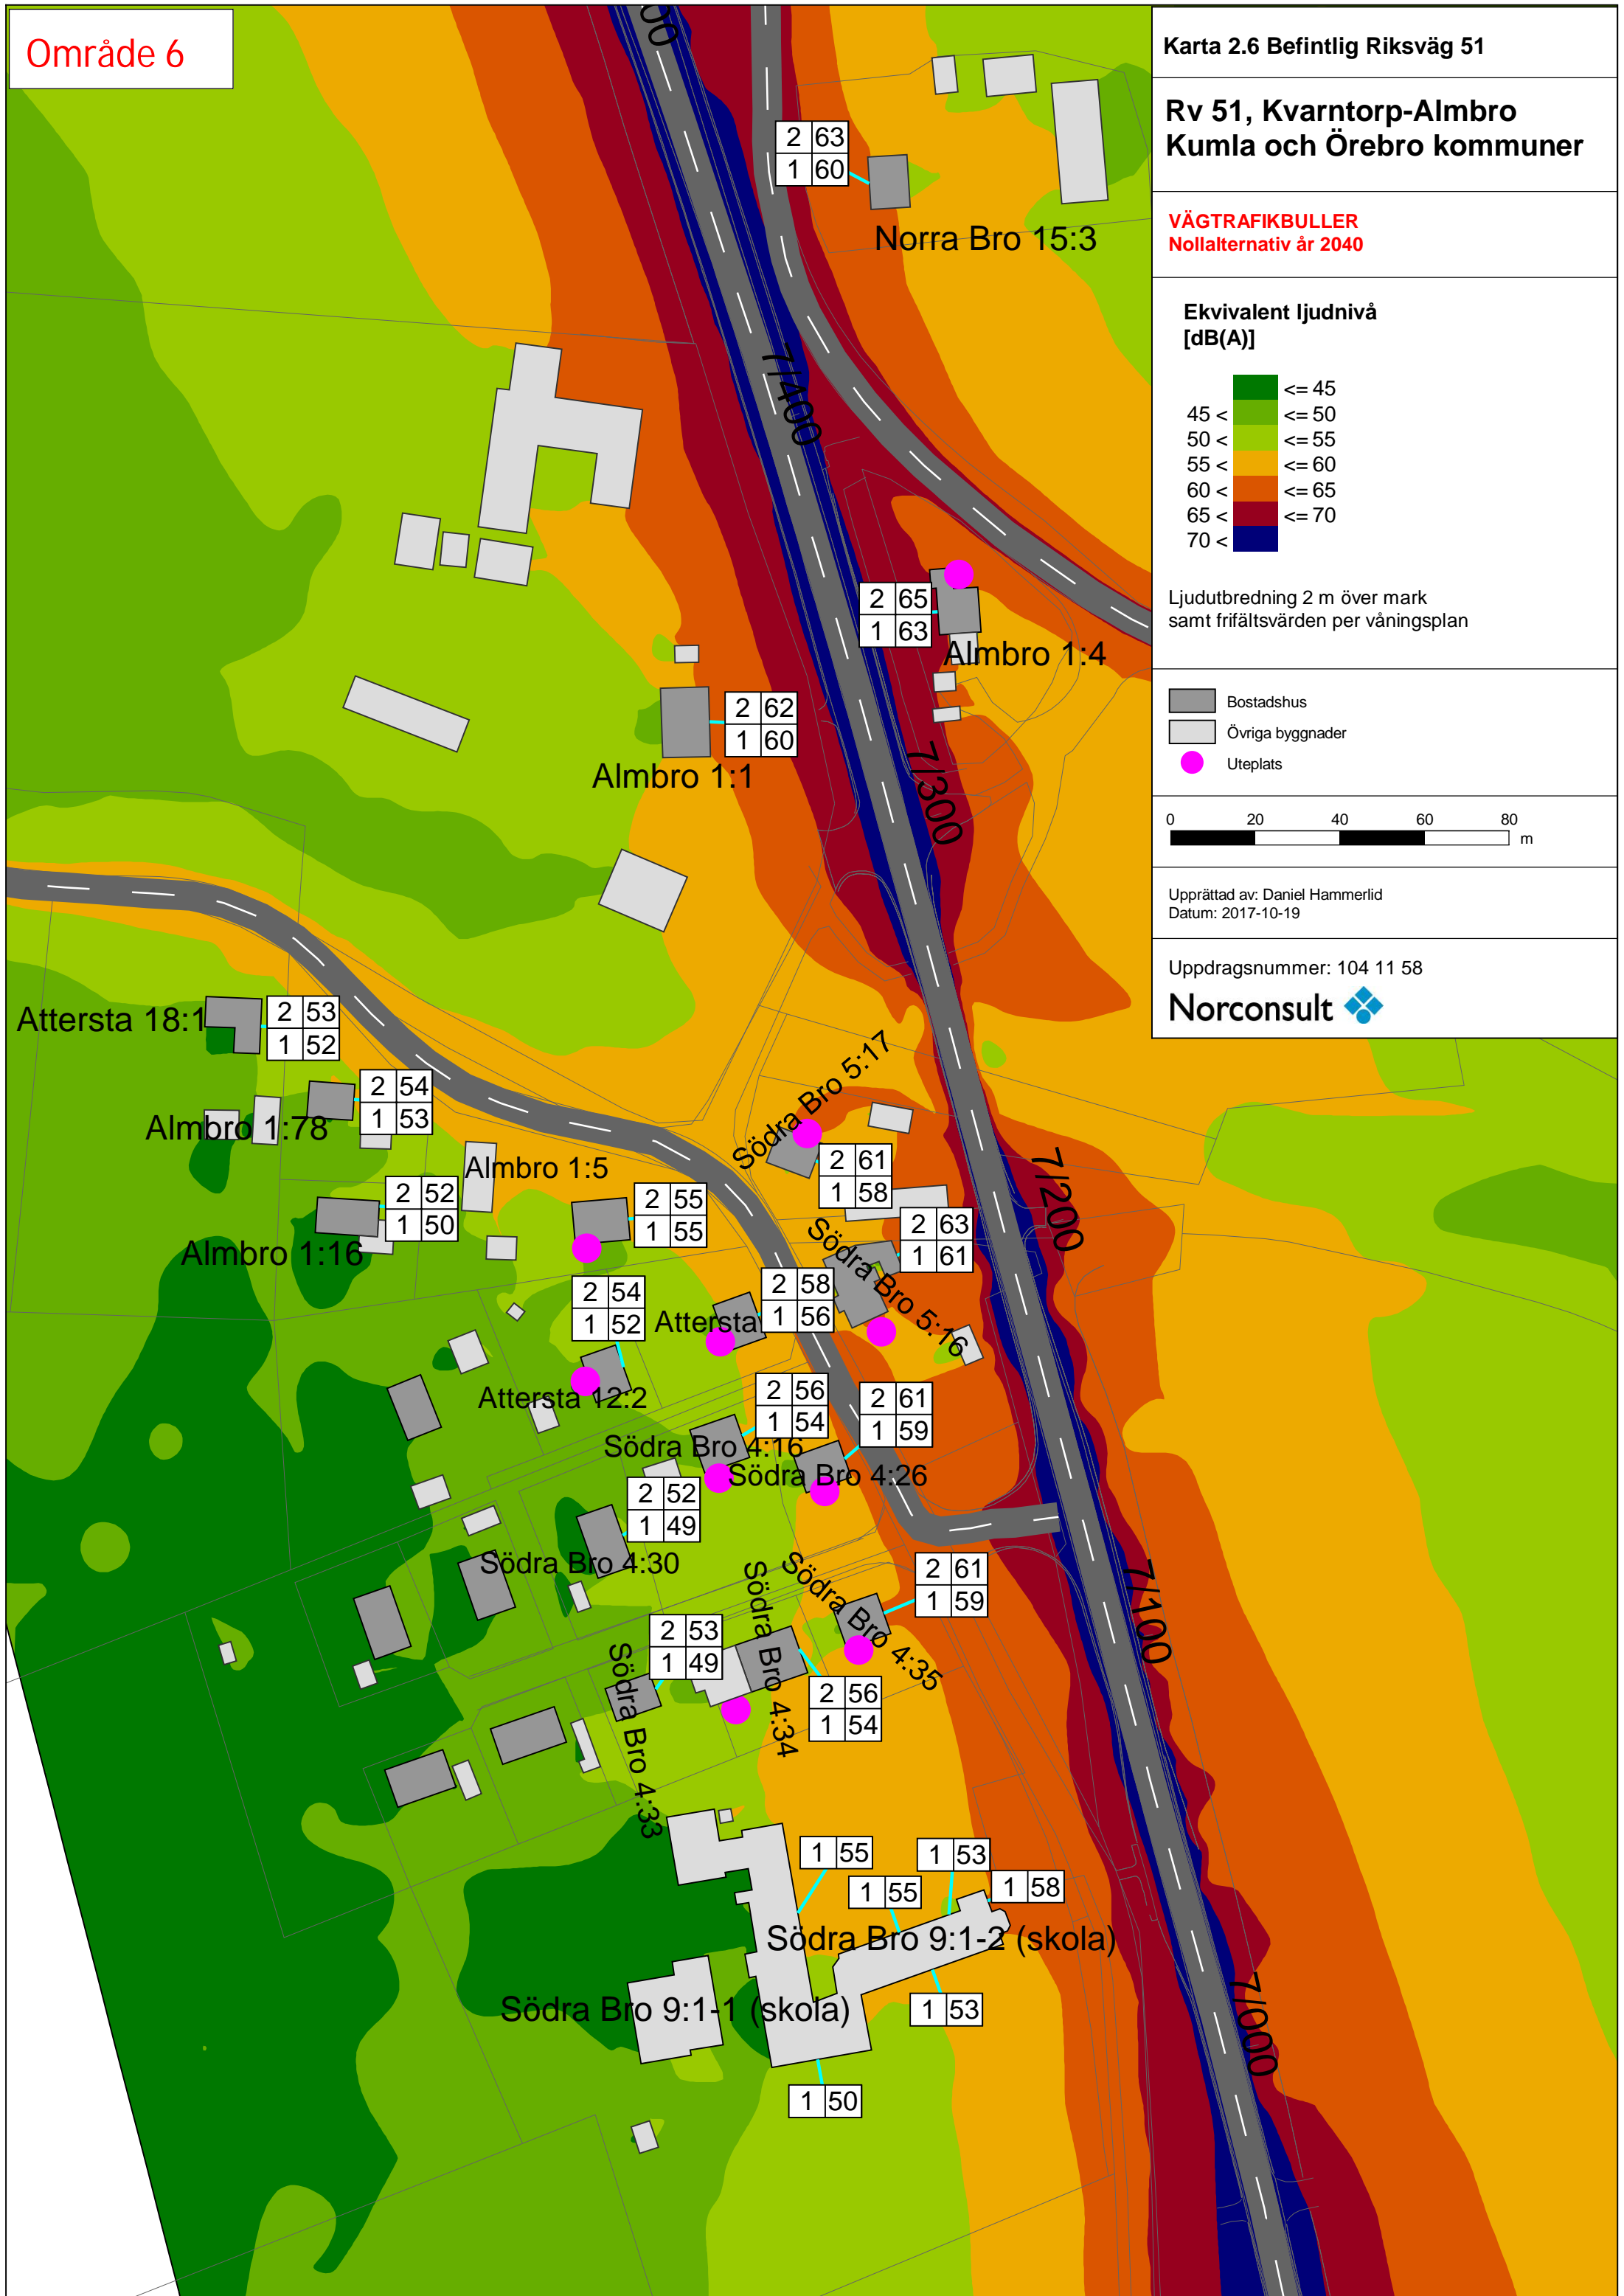 Område 6
Karta 2.6 Befintlig Riksväg 51
Rv 51, Kvarntorp-Almbro
Kumla och Örebro kommuner
VÄGTRAFIKBULLER
Nollalternativ år 2040
Ekvivalent ljudnivå
[dB(A)]
<= 45
45 < <= 50
50 < <= 55
55 < <= 60
60 < <= 65
65 < <= 70
70 <
Ljudutbredning 2 m över mark
samt frifältsvärden per våningsplan
Bostadshus
Övriga byggnader
Uteplats
0 20 40 60 80
m
Upprättad av: Daniel Hammerlid
Datum: 2017-10-19
Uppdragsnummer: 104 11 58
Norconsult
00
2 63
1 60
Norra Bro 15:3
7/400
2 65
1 63
Almbro 1:4
2 62
1 60
Almbro 1:1
7/300
Attersta 18:1
2 53
1 52
2 54
1 53
Almbro 1:78
Almbro 1:5
2 52
1 50
Almbro 1:16
2 55
1 55
Södra Bro 5:17
2 61
1 58
7/200
2 63
1 61
Södra Bro 5:16
2 58
1 56
Attersta
2 54
1 52
Attersta 12:2
2 56
1 54
Södra Bro 4:16
2 61
1 59
Södra Bro 4:26
2 52
1 49
Södra Bro 4:30
2 61
1 59
Södra Bro 4:35
7/100
2 53
1 49
Södra Bro 4:33
Södra Bro 4:34
2 56
1 54
1 55
1 53
1 55
1 58
Södra Bro 9:1-2 (skola)
Södra Bro 9:1-1 (skola)
1 53
7/000
1 50